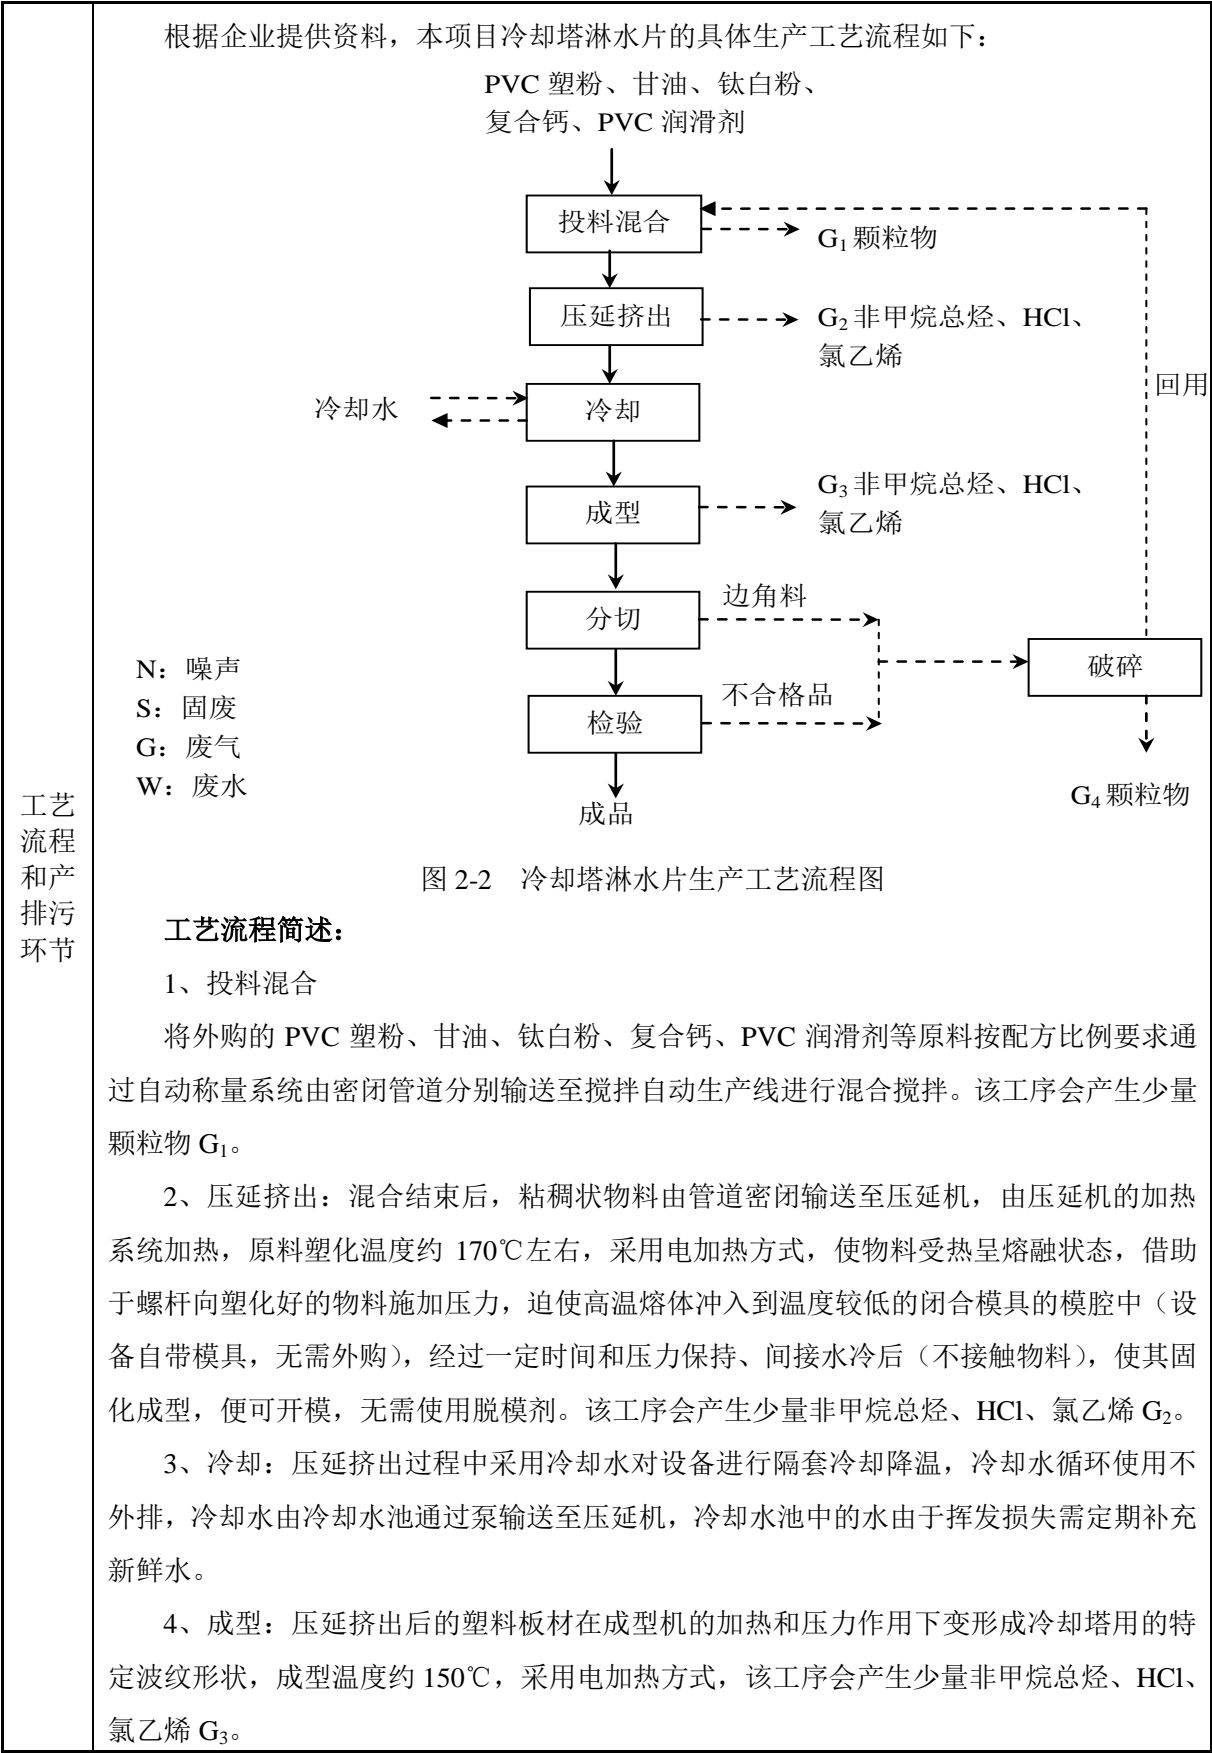 根据企业提供资料，本项目冷却塔淋水片的具体生产工艺流程如下：
PVC 塑粉、甘油、钛白粉、
复合钙、PVC 润滑剂
投料混合
G₁颗粒物
压延挤出
G₂非甲烷总烃、HCl、
氯乙烯
回用
冷却水
冷却
G₃非甲烷总烃、HCl、
氯乙烯
成型
边角料
分切
破碎
不合格品
检验
N：噪声
S：固废
G：废气
W：废水
G₄颗粒物
成品
工艺
流程
和产
排污
环节
图 2-2 冷却塔淋水片生产工艺流程图
工艺流程简述：
1、投料混合
将外购的 PVC 塑粉、甘油、钛白粉、复合钙、PVC 润滑剂等原料按配方比例要求通
过自动称量系统由密闭管道分别输送至搅拌自动生产线进行混合搅拌。该工序会产生少量
颗粒物 G₁。
2、压延挤出：混合结束后，粘稠状物料由管道密闭输送至压延机，由压延机的加热
系统加热，原料塑化温度约 170℃左右，采用电加热方式，使物料受热呈熔融状态，借助
于螺杆向塑化好的物料施加压力，迫使高温熔体冲入到温度较低的闭合模具的模腔中（设
备自带模具，无需外购），经过一定时间和压力保持、间接水冷后（不接触物料），使其固
化成型，便可开模，无需使用脱模剂。该工序会产生少量非甲烷总烃、HCl、氯乙烯 G₂。
3、冷却：压延挤出过程中采用冷却水对设备进行隔套冷却降温，冷却水循环使用不
外排，冷却水由冷却水池通过泵输送至压延机，冷却水池中的水由于挥发损失需定期补充
新鲜水。
4、成型：压延挤出后的塑料板材在成型机的加热和压力作用下变形成冷却塔用的特
定波纹形状，成型温度约 150℃，采用电加热方式，该工序会产生少量非甲烷总烃、HCl、
氯乙烯 G₃。